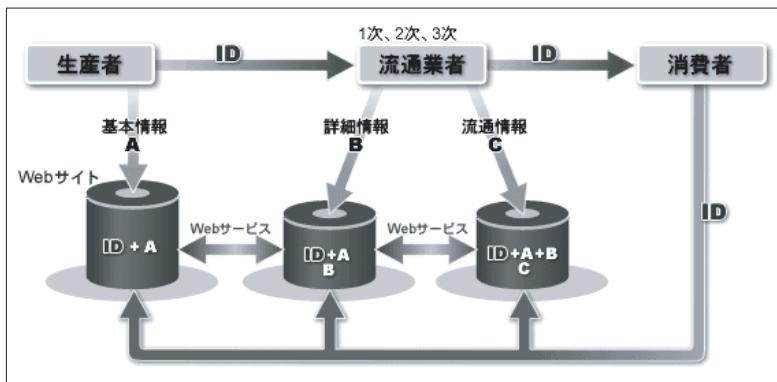 1次、2次、3次
生産者
ID
流通業者
ID
消費者
基本情報
A
詳細情報
B
流通情報
C
Webサイト
Webサービス
Webサービス
ID
ID + A
ID+A
B
ID+A+B
C